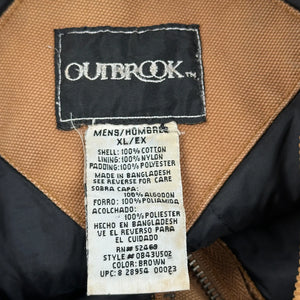 OUTBROOK™
MENS/HOMBRES
XL/EX
SHELL: 100% COTTON
LINING: 100% NYLON
PADDING: 100% POLYESTER
MADE IN BANGLADESH
SEE REVERSE FOR CARE
SOBRA CAPA:
100% ALGODON
FORRO: 100% POLIAMIDA
ACOLCHADO:
100% POLIESTER
HECHO EN BANGLADESH
VE EL REVERSO PARA
EL CUIDADO
RN# 52469
STYLE# 0843US02
COLOR: BROWN
UPC: 8 28954 00023